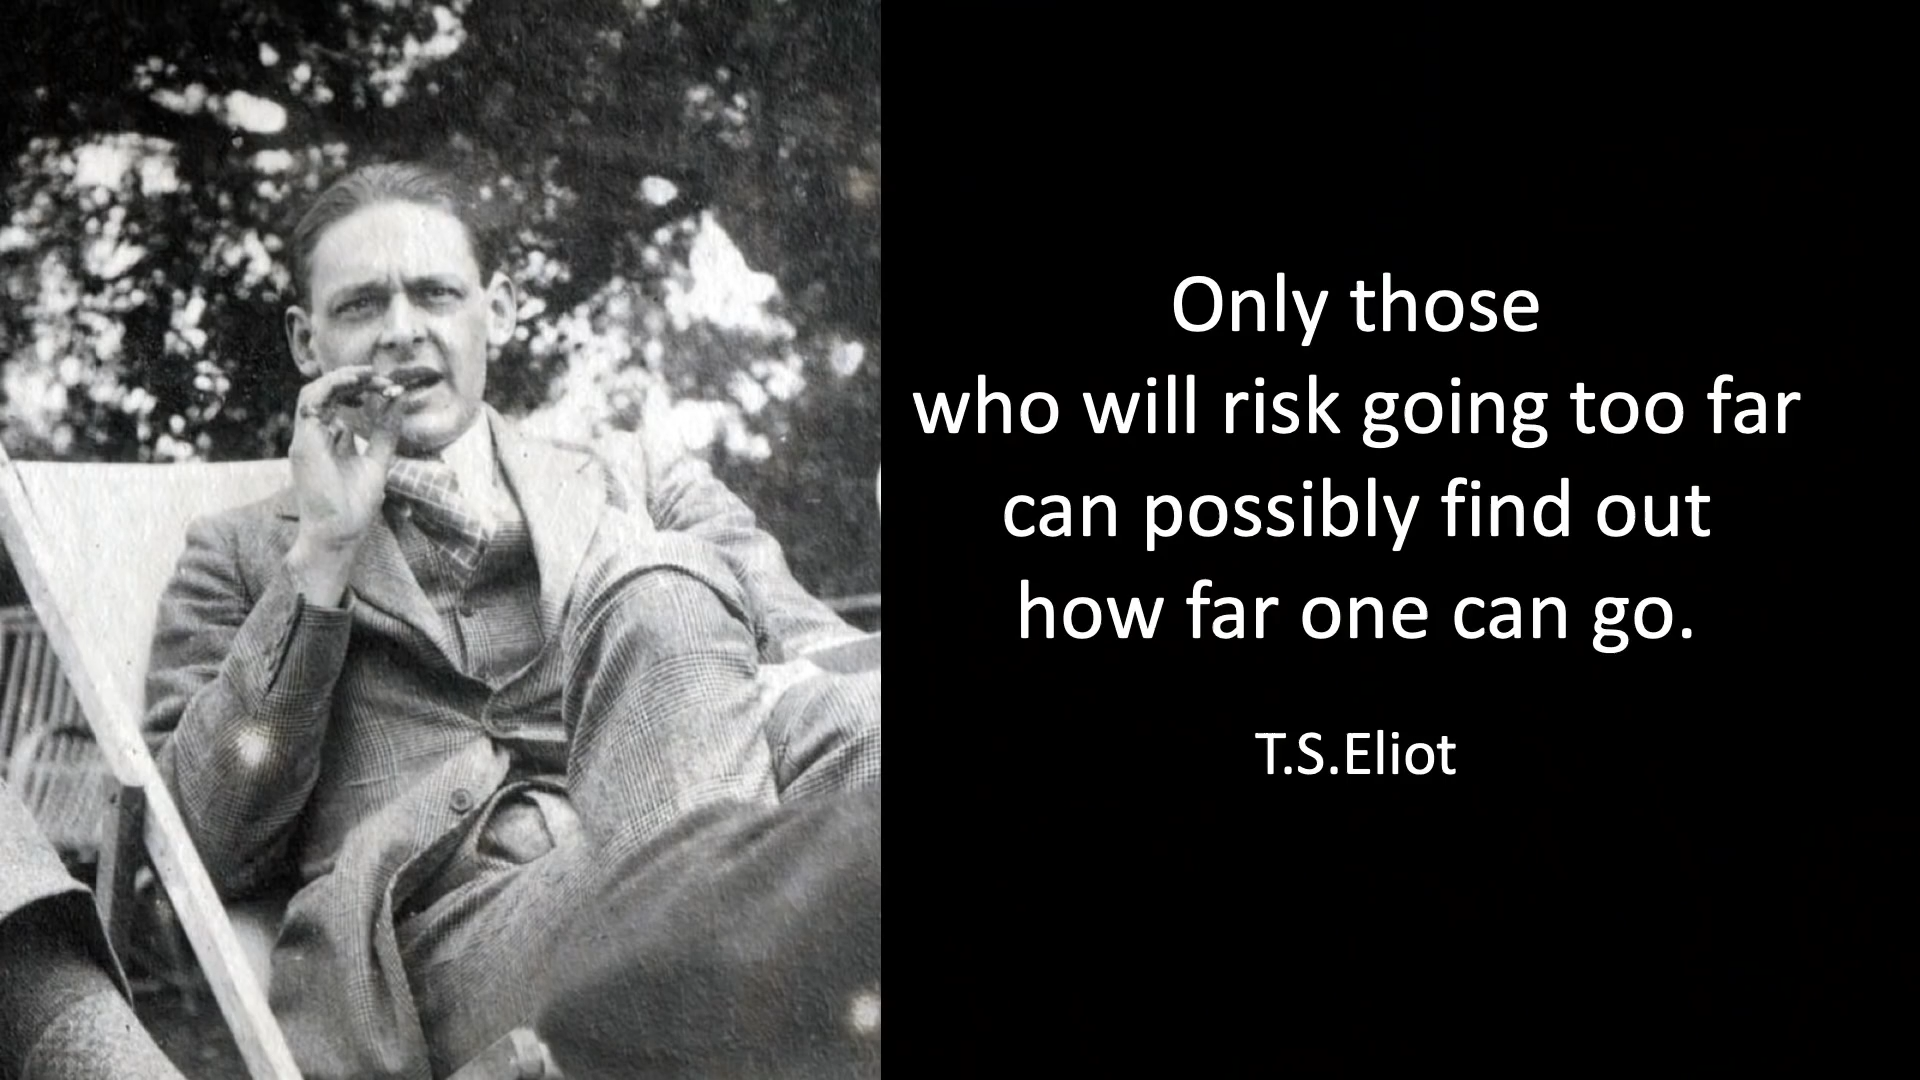 Only those
who will risk going too far
can possibly find out
how far one can go.
T.S.Eliot